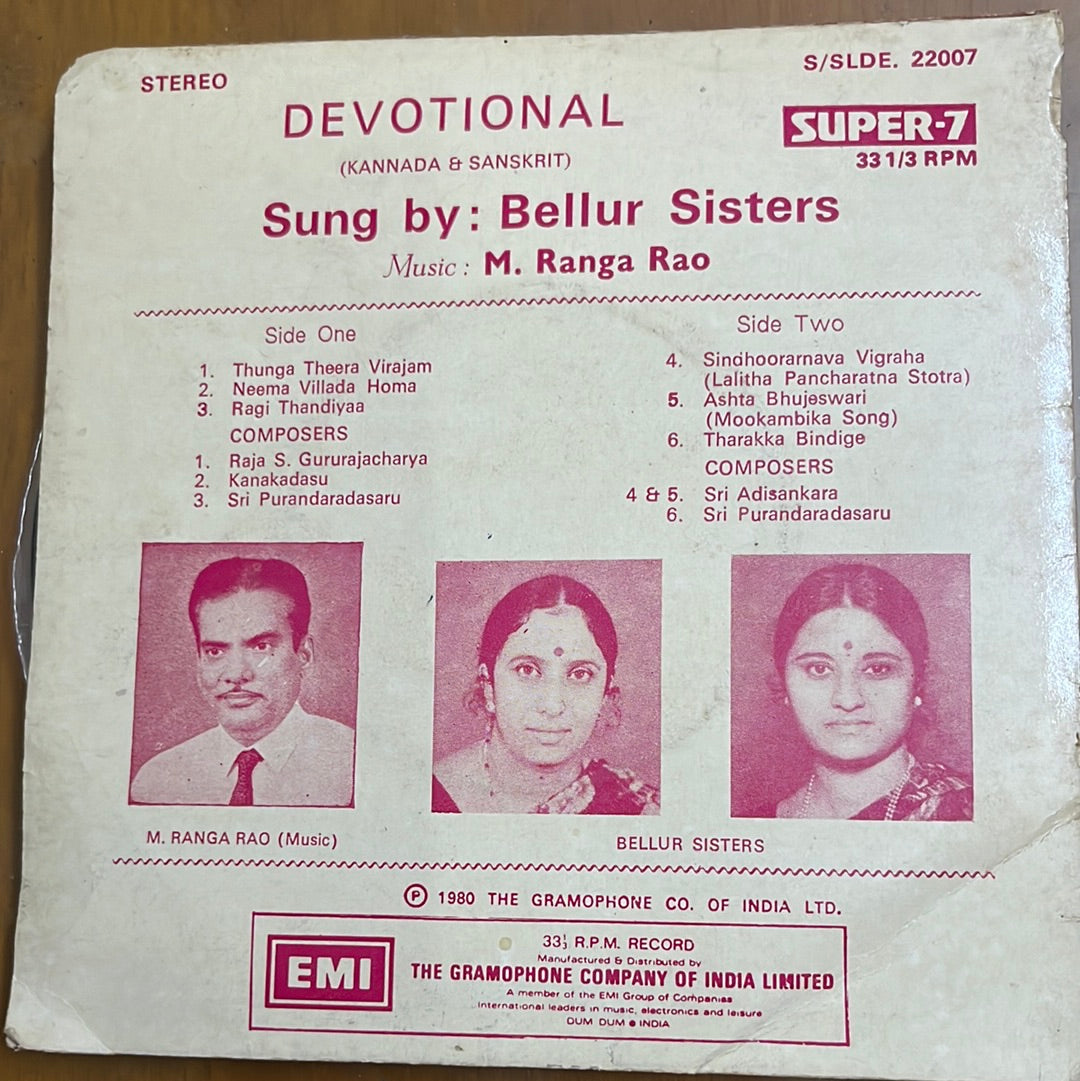 STEREO
S/SLDE. 22007
DEVOTIONAL
SUPER-7
(KANNADA & SANSKRIT)
33 1/3 RPM
Sung by: Bellur Sisters
Music: M. Ranga Rao
Side One
1. Thunga Theera Virajam
2. Neema Villada Homa
3. Ragi Thandiyaa
COMPOSERS
1. Raja S. Gururajacharya
2. Kanakadasu
3. Sri Purandaradasaru
Side Two
4. Sindhoorarnava Vigraha
(Lalitha Pancharatna Stotra)
5. Ashta Bhujeswari
(Mookambika Song)
6. Tharakka Bindige
COMPOSERS
4 & 5. Sri Adisankara
6. Sri Purandaradasaru
M. RANGA RAO (Music)
BELLUR SISTERS
℗ 1980 THE GRAMOPHONE CO. OF INDIA LTD.
EMI
33⅓ R.P.M. RECORD
Manufactured & Distributed by
THE GRAMOPHONE COMPANY OF INDIA LIMITED
A member of the EMI Group of Companies
International leaders in music, electronics and leisure
DUM DUM ● INDIA